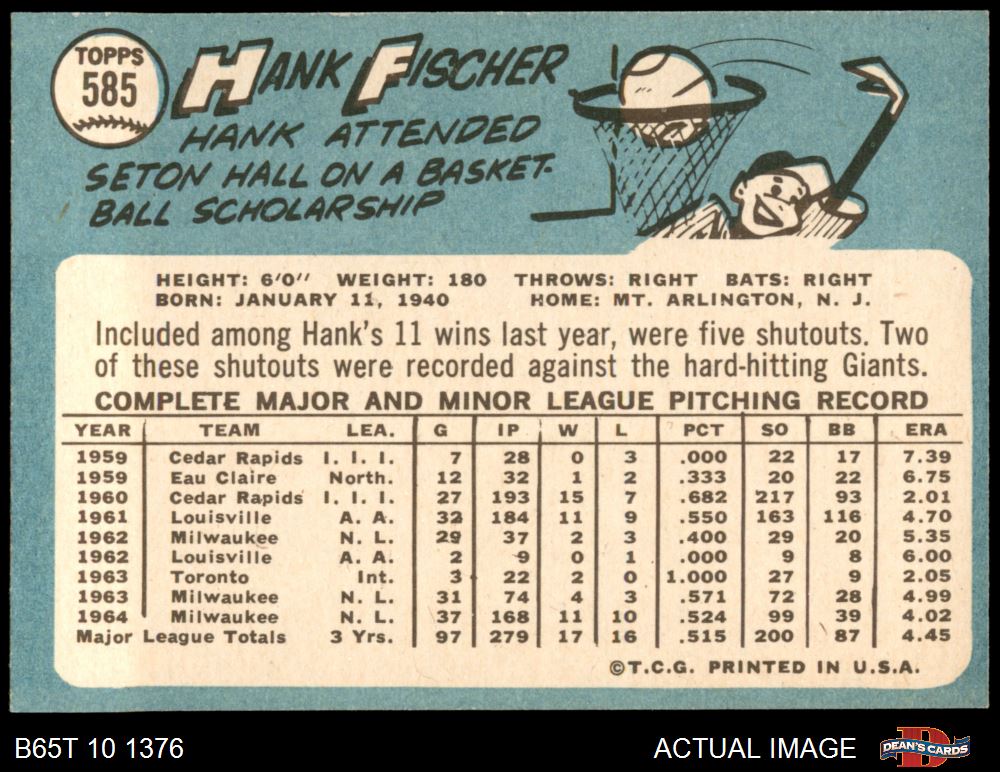 TOPPS
585
HANK FISCHER
HANK ATTENDED
SETON HALL ON A BASKET-
BALL SCHOLARSHIP
HEIGHT: 6'0" WEIGHT: 180 THROWS: RIGHT BATS: RIGHT
BORN: JANUARY 11, 1940 HOME: MT. ARLINGTON, N. J.
Included among Hank's 11 wins last year, were five shutouts. Two
of these shutouts were recorded against the hard-hitting Giants.
COMPLETE MAJOR AND MINOR LEAGUE PITCHING RECORD
YEAR TEAM LEA. G IP W L PCT SO BB ERA
1959 Cedar Rapids I. I. I. 7 28 0 3 .000 22 17 7.39
1959 Eau Claire North. 12 32 1 2 .333 20 22 6.75
1960 Cedar Rapids I. I. I. 27 193 15 7 .682 217 93 2.01
1961 Louisville A. A. 32 184 11 9 .550 163 116 4.70
1962 Milwaukee N. L. 29 37 2 3 .400 29 20 5.35
1962 Louisville A. A. 2 9 0 1 .000 9 8 6.00
1963 Toronto Int. 3 22 2 0 1.000 27 9 2.05
1963 Milwaukee N. L. 31 74 4 3 .571 72 28 4.99
1964 Milwaukee N. L. 37 168 11 10 .524 99 39 4.02
Major League Totals 3 Yrs. 97 279 17 16 .515 200 87 4.45
©T.C.G. PRINTED IN U.S.A.
B65T 10 1376 ACTUAL IMAGE D DEAN'S CARDS